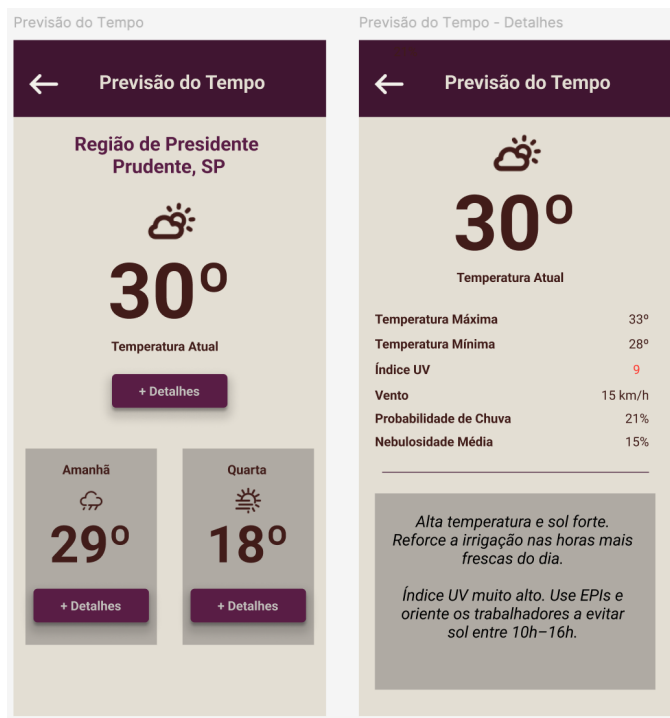 Previsão do Tempo
Previsão do Tempo
Região de Presidente
Prudente, SP
30º
Temperatura Atual
+ Detalhes
Amanhã
29º
+ Detalhes
Quarta
18º
+ Detalhes
Previsão do Tempo - Detalhes
Previsão do Tempo
30º
Temperatura Atual
Temperatura Máxima 33º
Temperatura Mínima 28º
Índice UV 9
Vento 15 km/h
Probabilidade de Chuva 21%
Nebulosidade Média 15%
Alta temperatura e sol forte.
Reforce a irrigação nas horas mais
frescas do dia.
Índice UV muito alto. Use EPIs e
oriente os trabalhadores a evitar
sol entre 10h–16h.